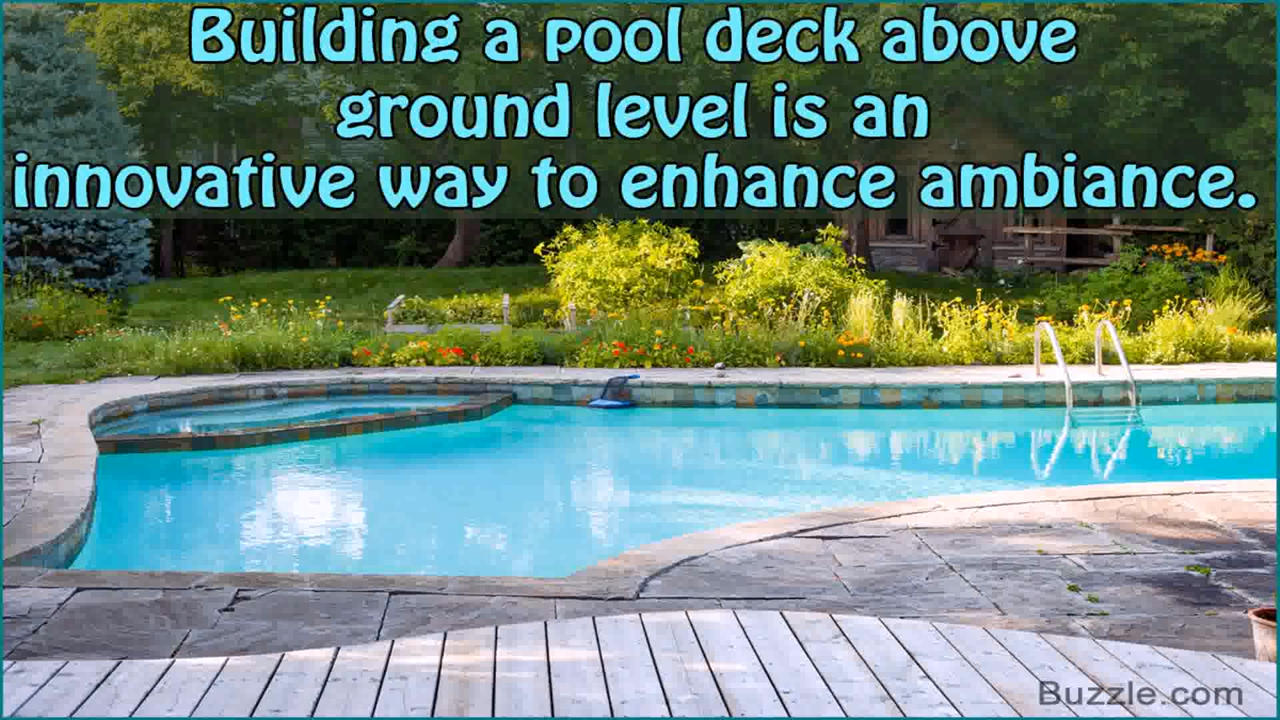 Building a pool deck above
ground level is an
innovative way to enhance ambiance.
Buzzle.com